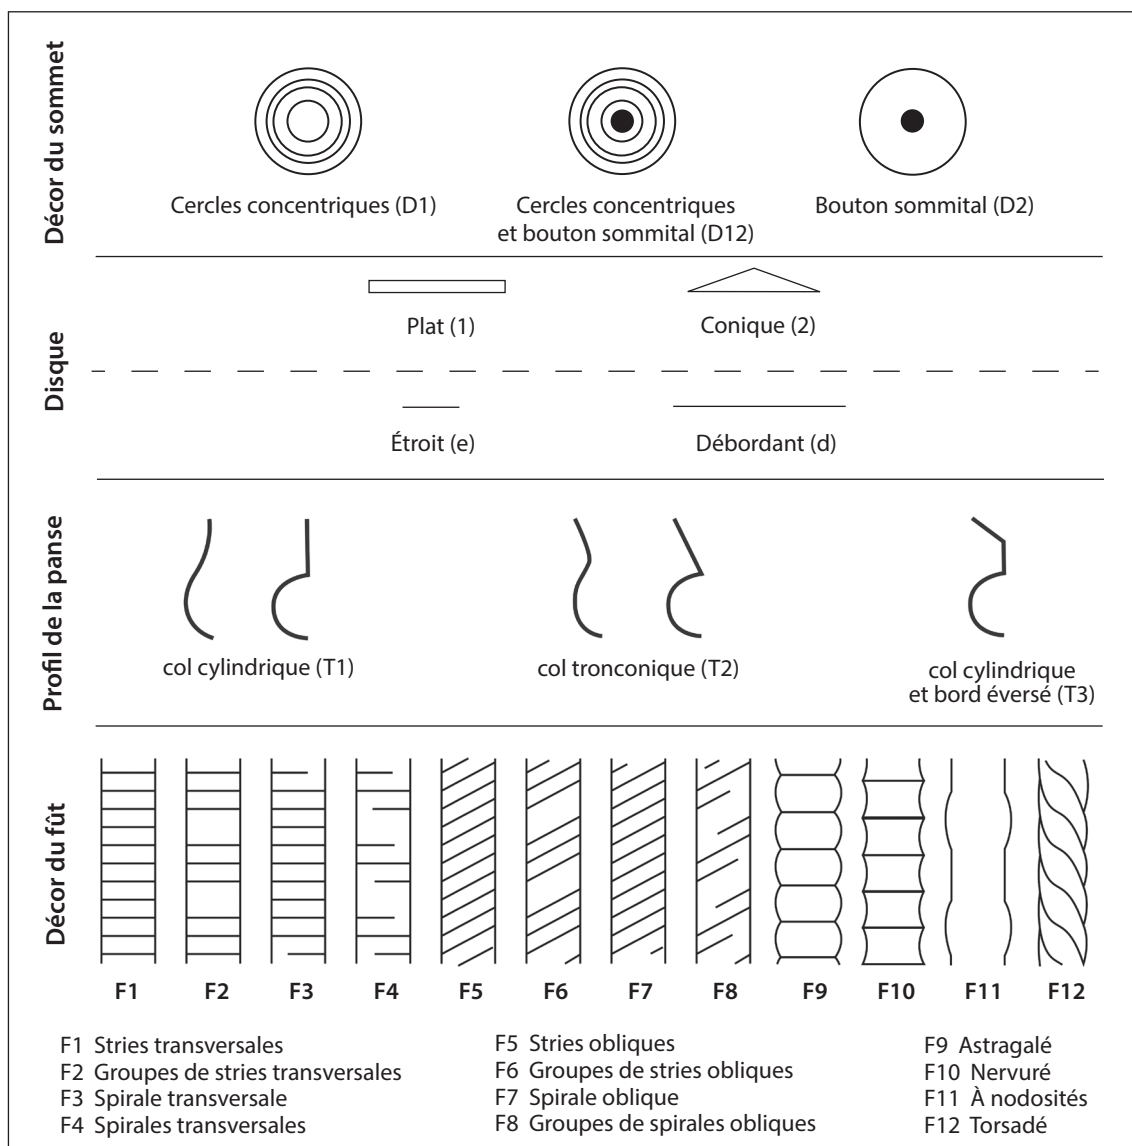 Décor du sommet
Cercles concentriques (D1)
Cercles concentriques
et bouton sommital (D12)
Bouton sommital (D2)
Disque
Plat (1)
Conique (2)
Étroit (e)
Débordant (d)
Profil de la panse
col cylindrique (T1)
col tronconique (T2)
col cylindrique
et bord éversé (T3)
Décor du fût
F1 F2 F3 F4 F5 F6 F7 F8 F9 F10 F11 F12
F1 Stries transversales
F2 Groupes de stries transversales
F3 Spirale transversale
F4 Spirales transversales
F5 Stries obliques
F6 Groupes de stries obliques
F7 Spirale oblique
F8 Groupes de spirales obliques
F9 Astragalé
F10 Nervuré
F11 À nodosités
F12 Torsadé